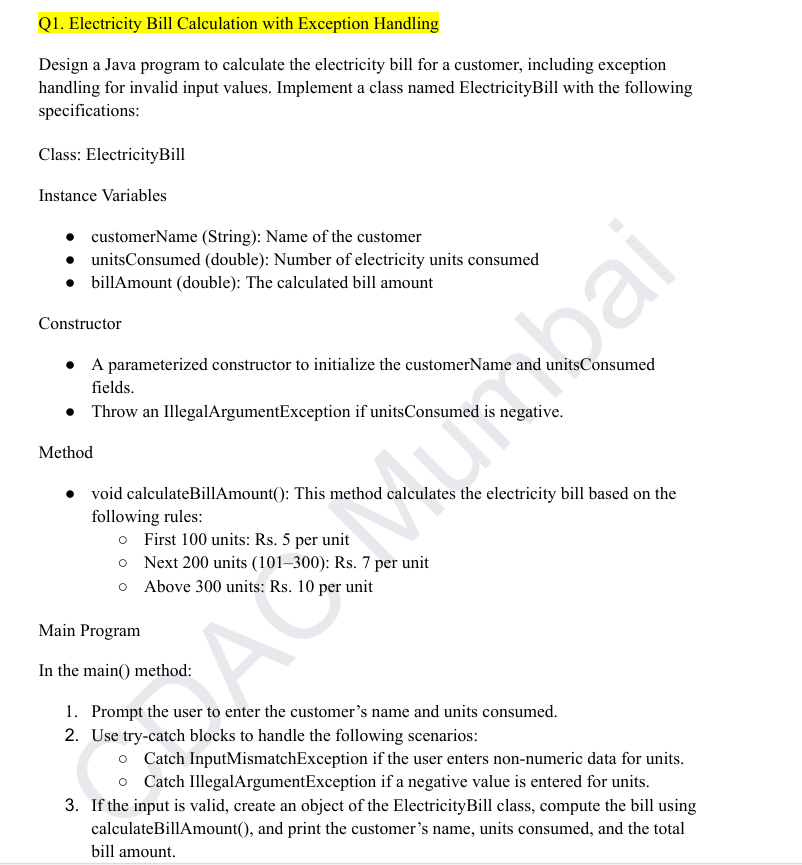 Q1. Electricity Bill Calculation with Exception Handling
Design a Java program to calculate the electricity bill for a customer, including exception
handling for invalid input values. Implement a class named ElectricityBill with the following
specifications:
Class: ElectricityBill
Instance Variables
● customerName (String): Name of the customer
● unitsConsumed (double): Number of electricity units consumed
● billAmount (double): The calculated bill amount
Constructor
● A parameterized constructor to initialize the customerName and unitsConsumed
fields.
● Throw an IllegalArgumentException if unitsConsumed is negative.
Method
● void calculateBillAmount(): This method calculates the electricity bill based on the
following rules:
○ First 100 units: Rs. 5 per unit
○ Next 200 units (101–300): Rs. 7 per unit
○ Above 300 units: Rs. 10 per unit
Main Program
In the main() method:
1. Prompt the user to enter the customer’s name and units consumed.
2. Use try-catch blocks to handle the following scenarios:
○ Catch InputMismatchException if the user enters non-numeric data for units.
○ Catch IllegalArgumentException if a negative value is entered for units.
3. If the input is valid, create an object of the ElectricityBill class, compute the bill using
calculateBillAmount(), and print the customer’s name, units consumed, and the total
bill amount.
CDAC Mumbai